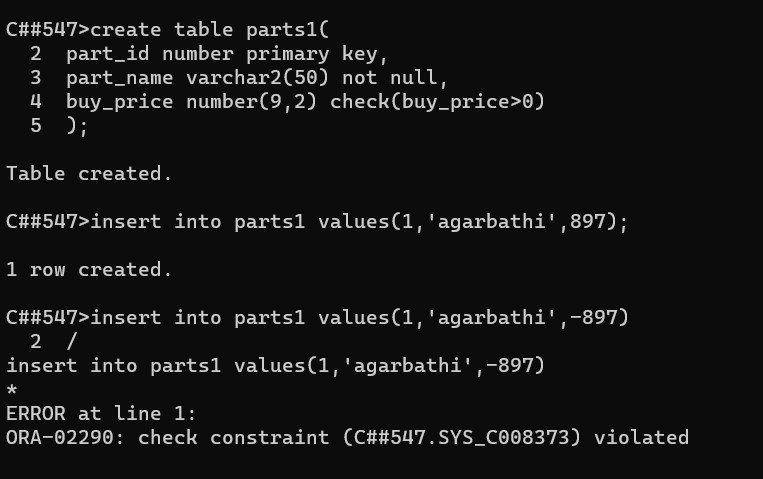 C##547>create table parts1(
  2  part_id number primary key,
  3  part_name varchar2(50) not null,
  4  buy_price number(9,2) check(buy_price>0)
  5  );
Table created.
C##547>insert into parts1 values(1,'agarbathi',897);
1 row created.
C##547>insert into parts1 values(1,'agarbathi',-897)
  2  /
insert into parts1 values(1,'agarbathi',-897)
*
ERROR at line 1:
ORA-02290: check constraint (C##547.SYS_C008373) violated